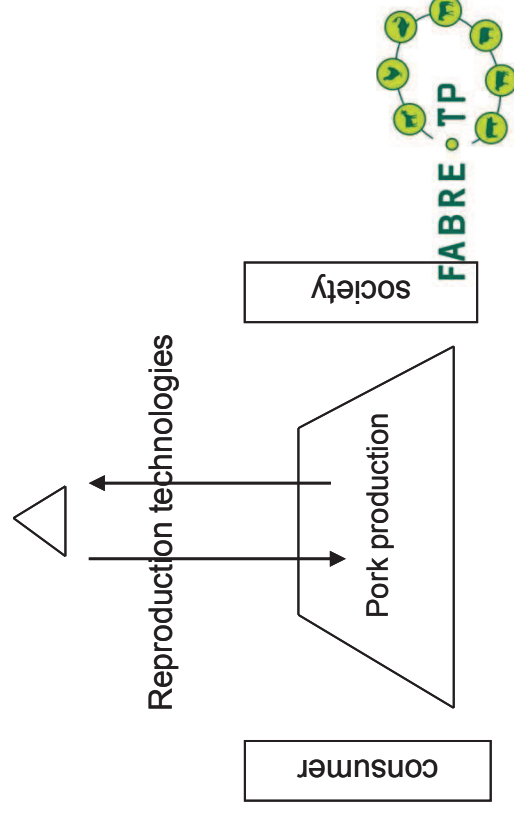 Reproduction technologies
consumer
Pork production
society
FABRE • TP